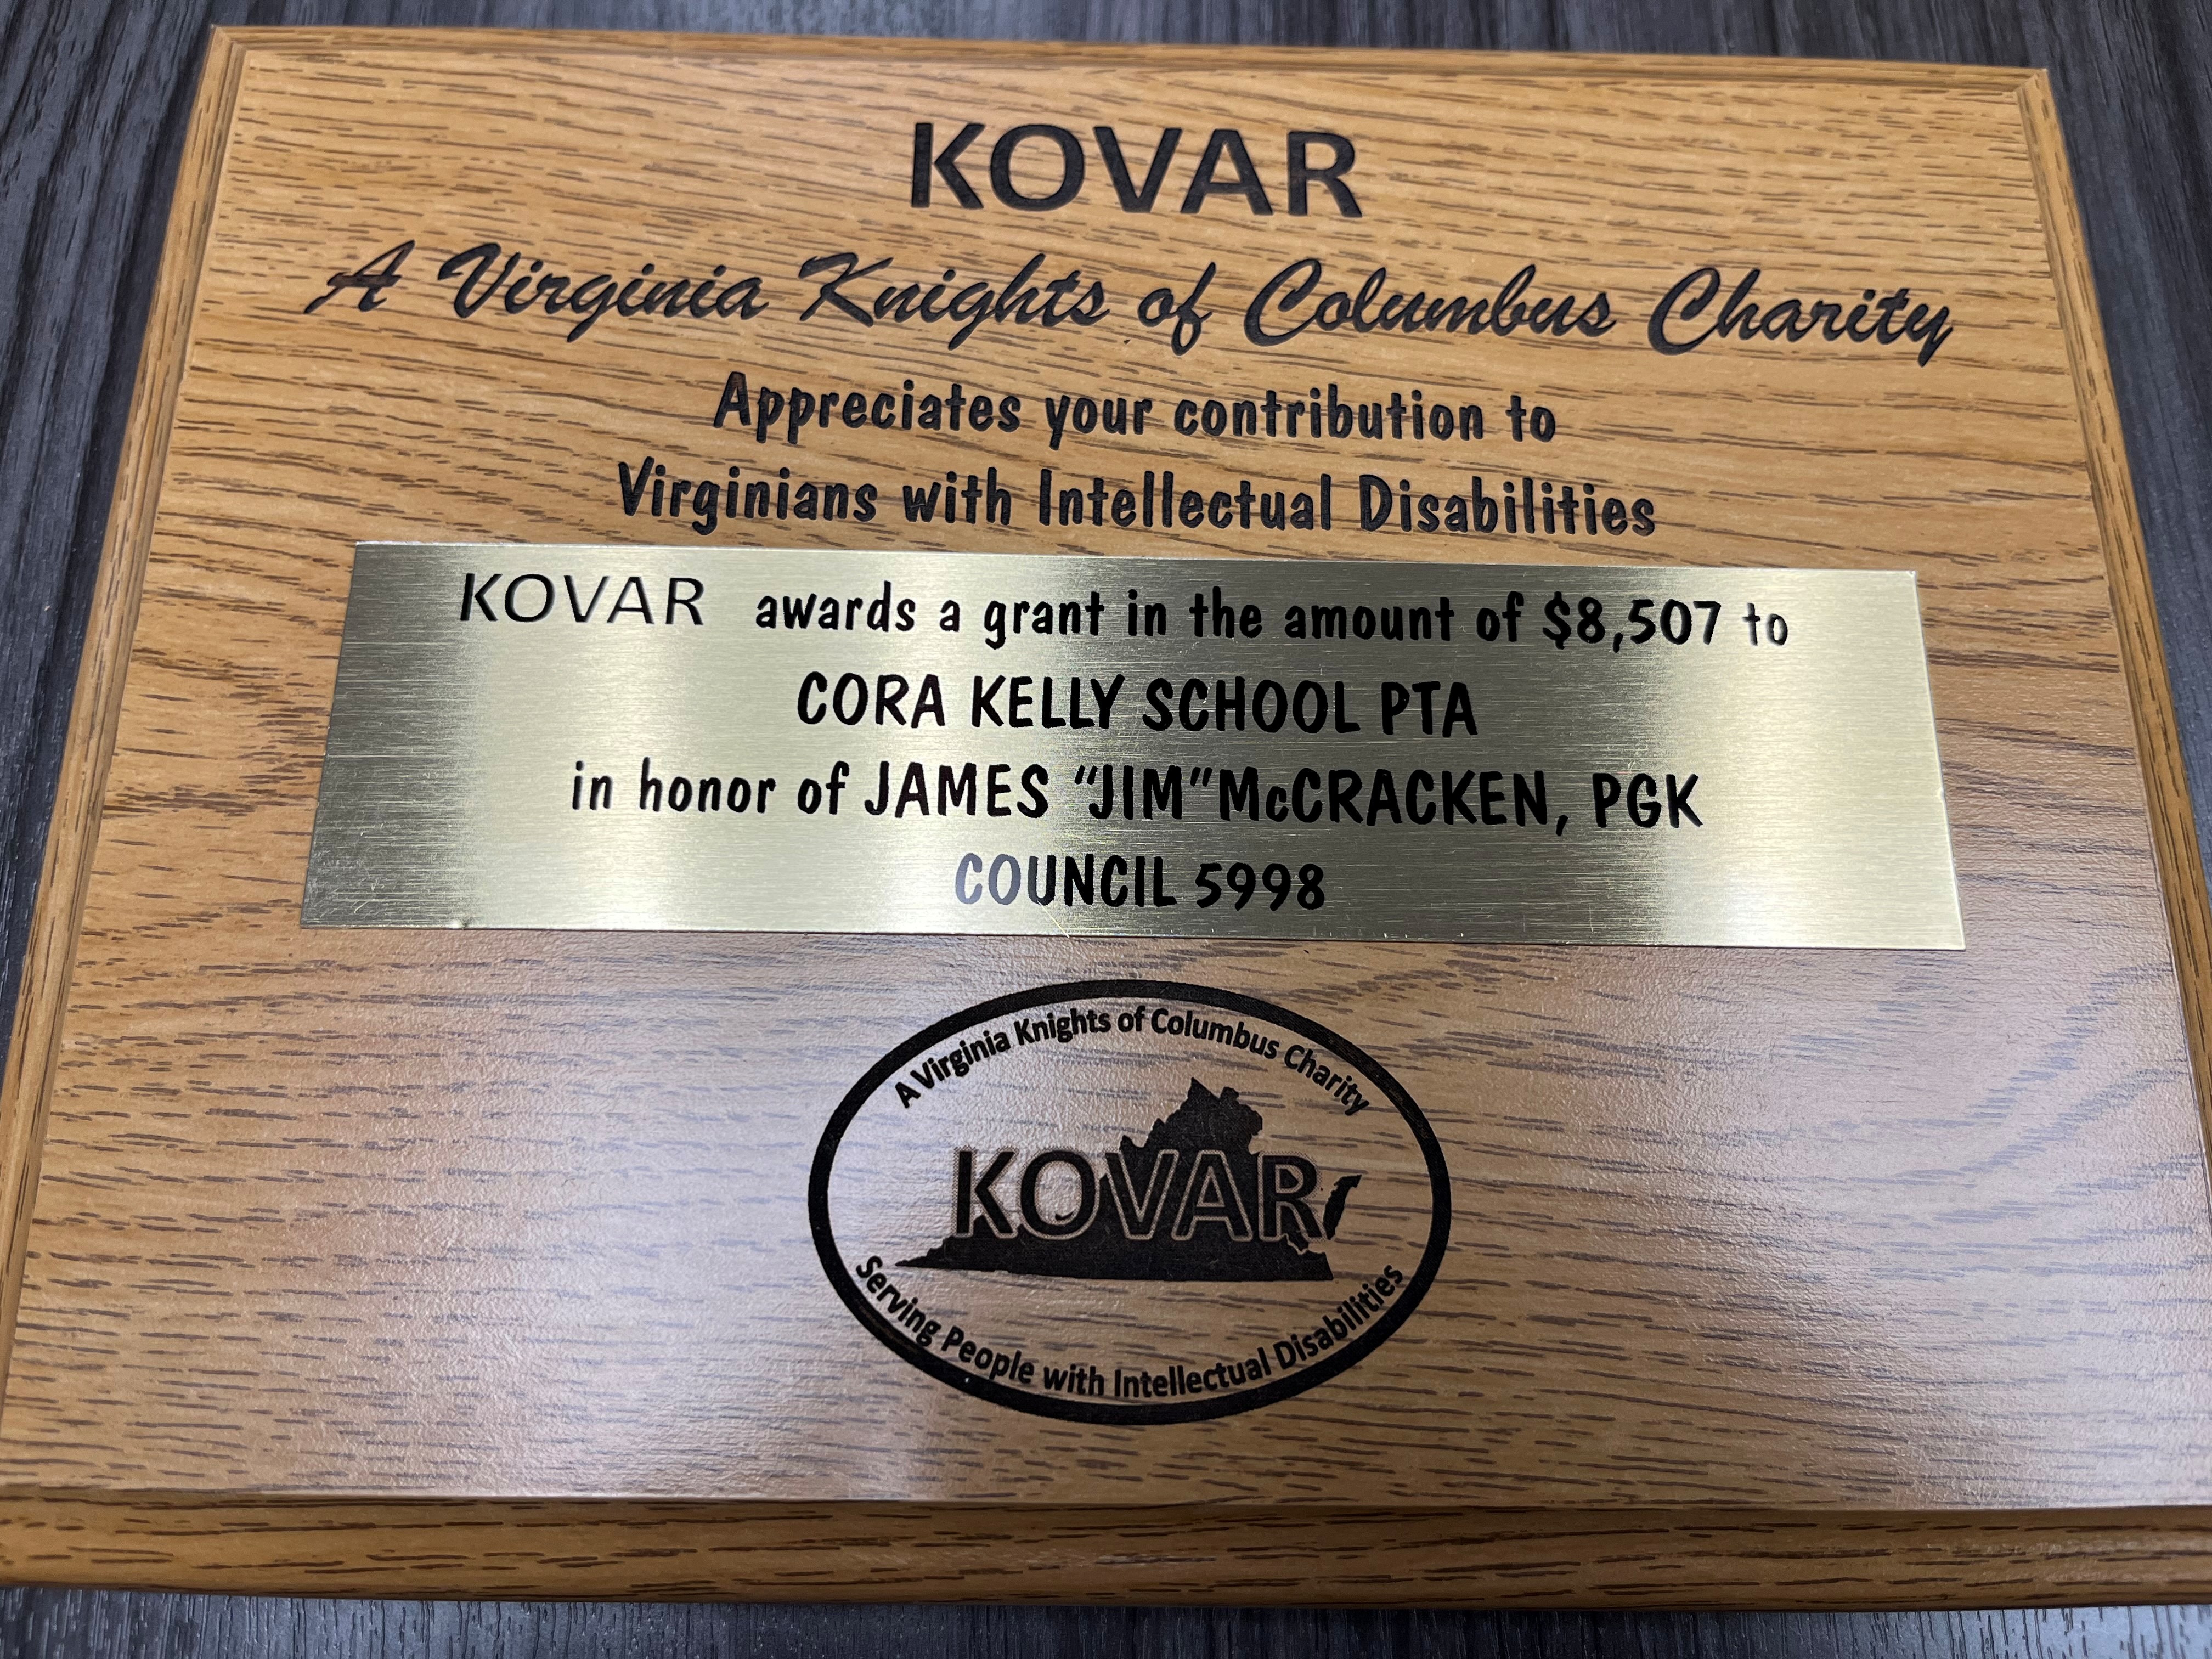 KOVAR
A Virginia Knights of Columbus Charity
Appreciates your contribution to
Virginians with Intellectual Disabilities
KOVAR awards a grant in the amount of $8,507 to
CORA KELLY SCHOOL PTA
in honor of JAMES “JIM” McCRACKEN, PGK
COUNCIL 5998
A Virginia Knights of Columbus Charity
KOVAR
Serving People with Intellectual Disabilities